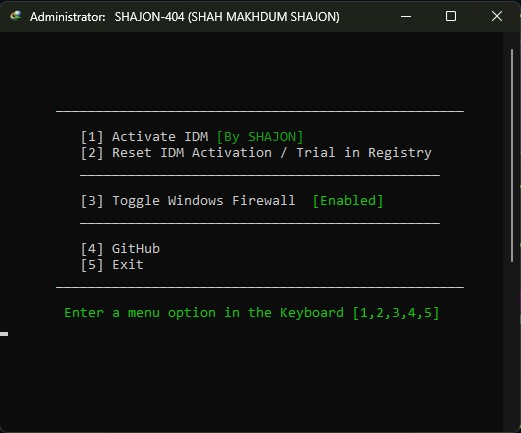 Administrator: SHAJON-404 (SHAH MAKHDUM SHAJON)
[1] Activate IDM [By SHAJON]
[2] Reset IDM Activation / Trial in Registry
[3] Toggle Windows Firewall [Enabled]
[4] GitHub
[5] Exit
Enter a menu option in the Keyboard [1,2,3,4,5]